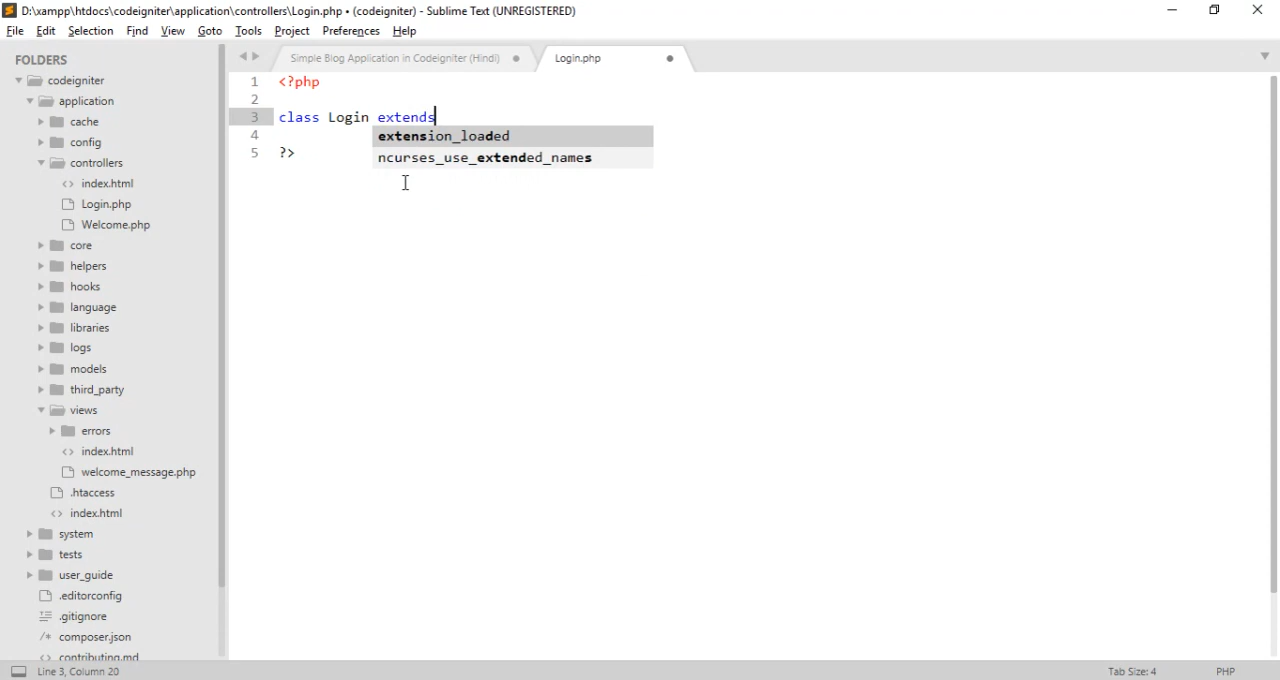 D:\xampp\htdocs\codeigniter\application\controllers\Login.php • (codeigniter) - Sublime Text (UNREGISTERED)
File Edit Selection Find View Goto Tools Project Preferences Help
FOLDERS
codeigniter
application
cache
config
controllers
index.html
Login.php
Welcome.php
core
helpers
hooks
language
libraries
logs
models
third_party
views
errors
index.html
welcome_message.php
.htaccess
index.html
system
tests
user_guide
.editorconfig
.gitignore
composer.json
contributing.md
Simple Blog Application in Codeigniter (Hindi)
Login.php
1 <?php
2
3 class Login extends
4
5 ?>
extension_loaded
ncurses_use_extended_names
Line 3, Column 20
Tab Size: 4
PHP